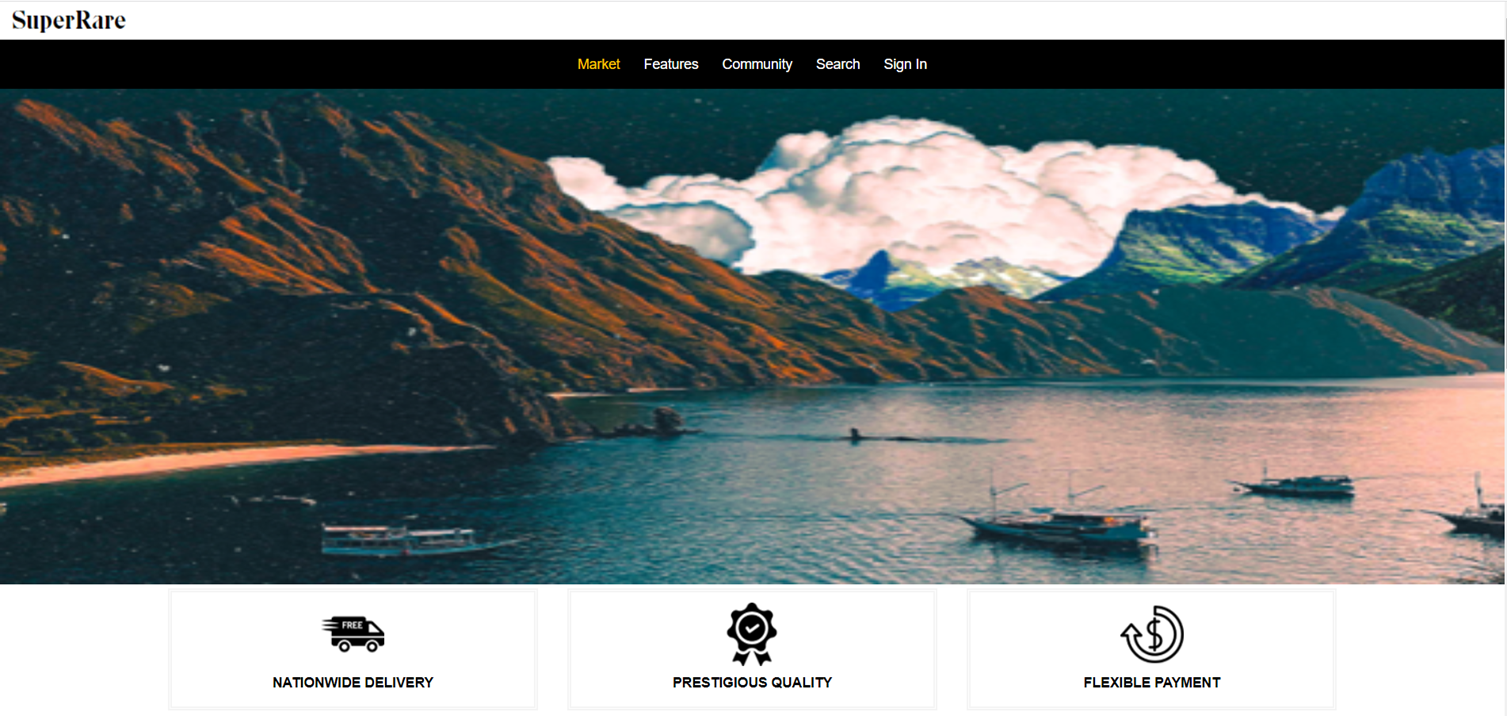 SuperRare
Market Features Community Search Sign In
FREE
NATIONWIDE DELIVERY
PRESTIGIOUS QUALITY
FLEXIBLE PAYMENT